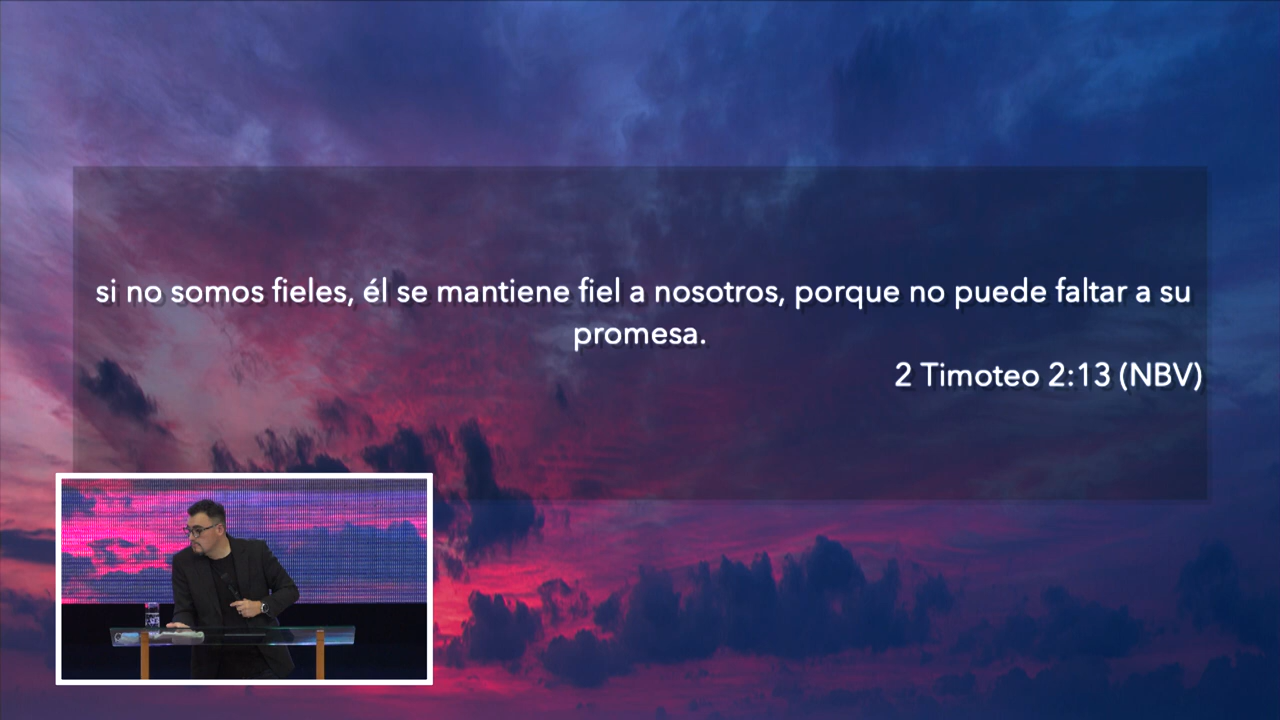 si no somos fieles, él se mantiene fiel a nosotros, porque no puede faltar a su
promesa.
2 Timoteo 2:13 (NBV)